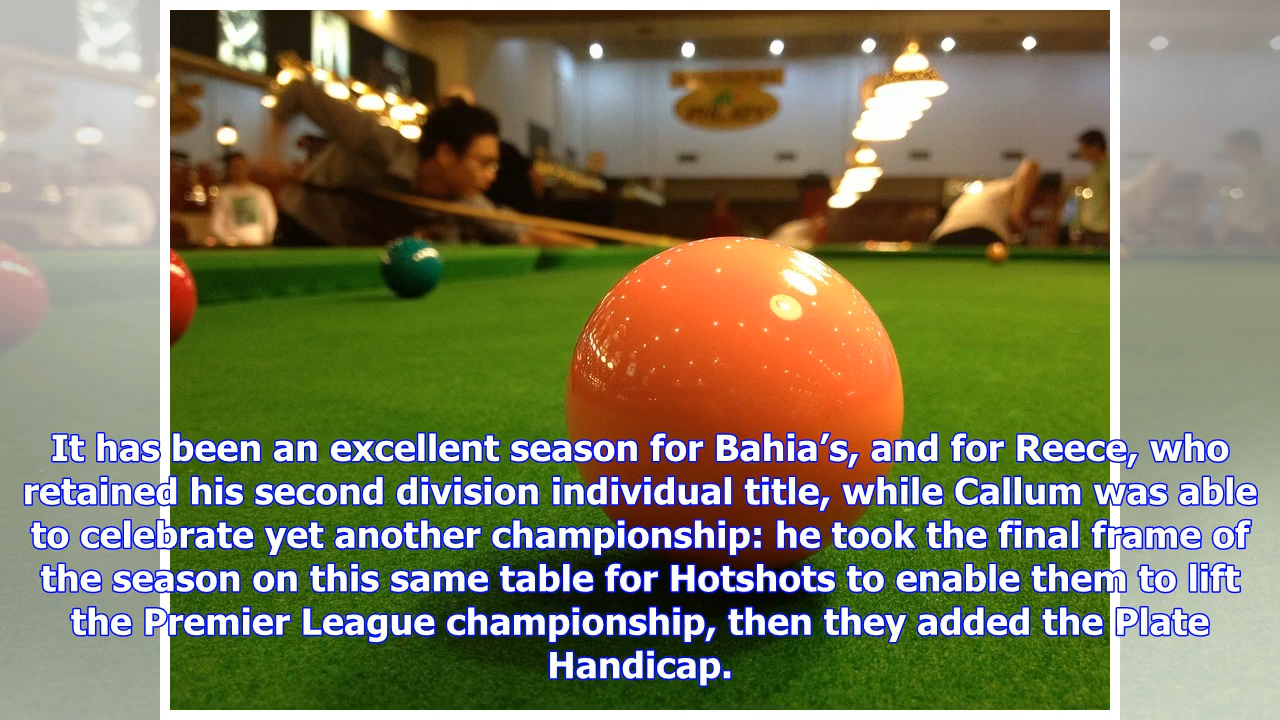 It has been an excellent season for Bahia’s, and for Reece, who
retained his second division individual title, while Callum was able
to celebrate yet another championship: he took the final frame of
the season on this same table for Hotshots to enable them to lift
the Premier League championship, then they added the Plate
Handicap.